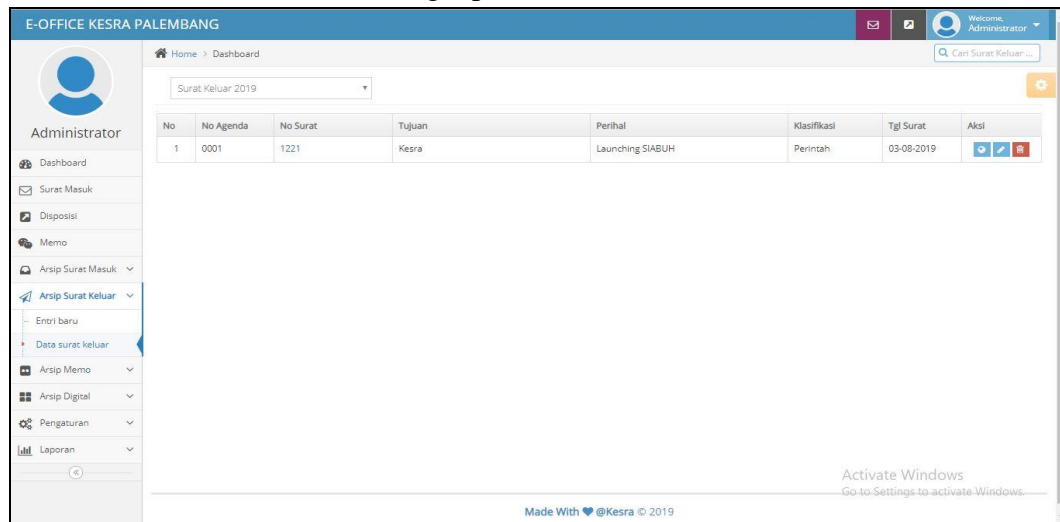 E-OFFICE KESRA PALEMBANG
Welcome,
Administrator
Home > Dashboard
Cari Surat Keluar ...
Administrator
Surat Keluar 2019
No No Agenda No Surat Tujuan Perihal Klasifikasi Tgl Surat Aksi
1 0001 1221 Kesra Launching SIABUH Perintah 03-08-2019
Dashboard
Surat Masuk
Disposisi
Memo
Arsip Surat Masuk
Arsip Surat Keluar
Entri baru
Data surat keluar
Arsip Memo
Arsip Digital
Pengaturan
Laporan
Activate Windows
Go to Settings to activate Windows.
Made With @Kesra © 2019